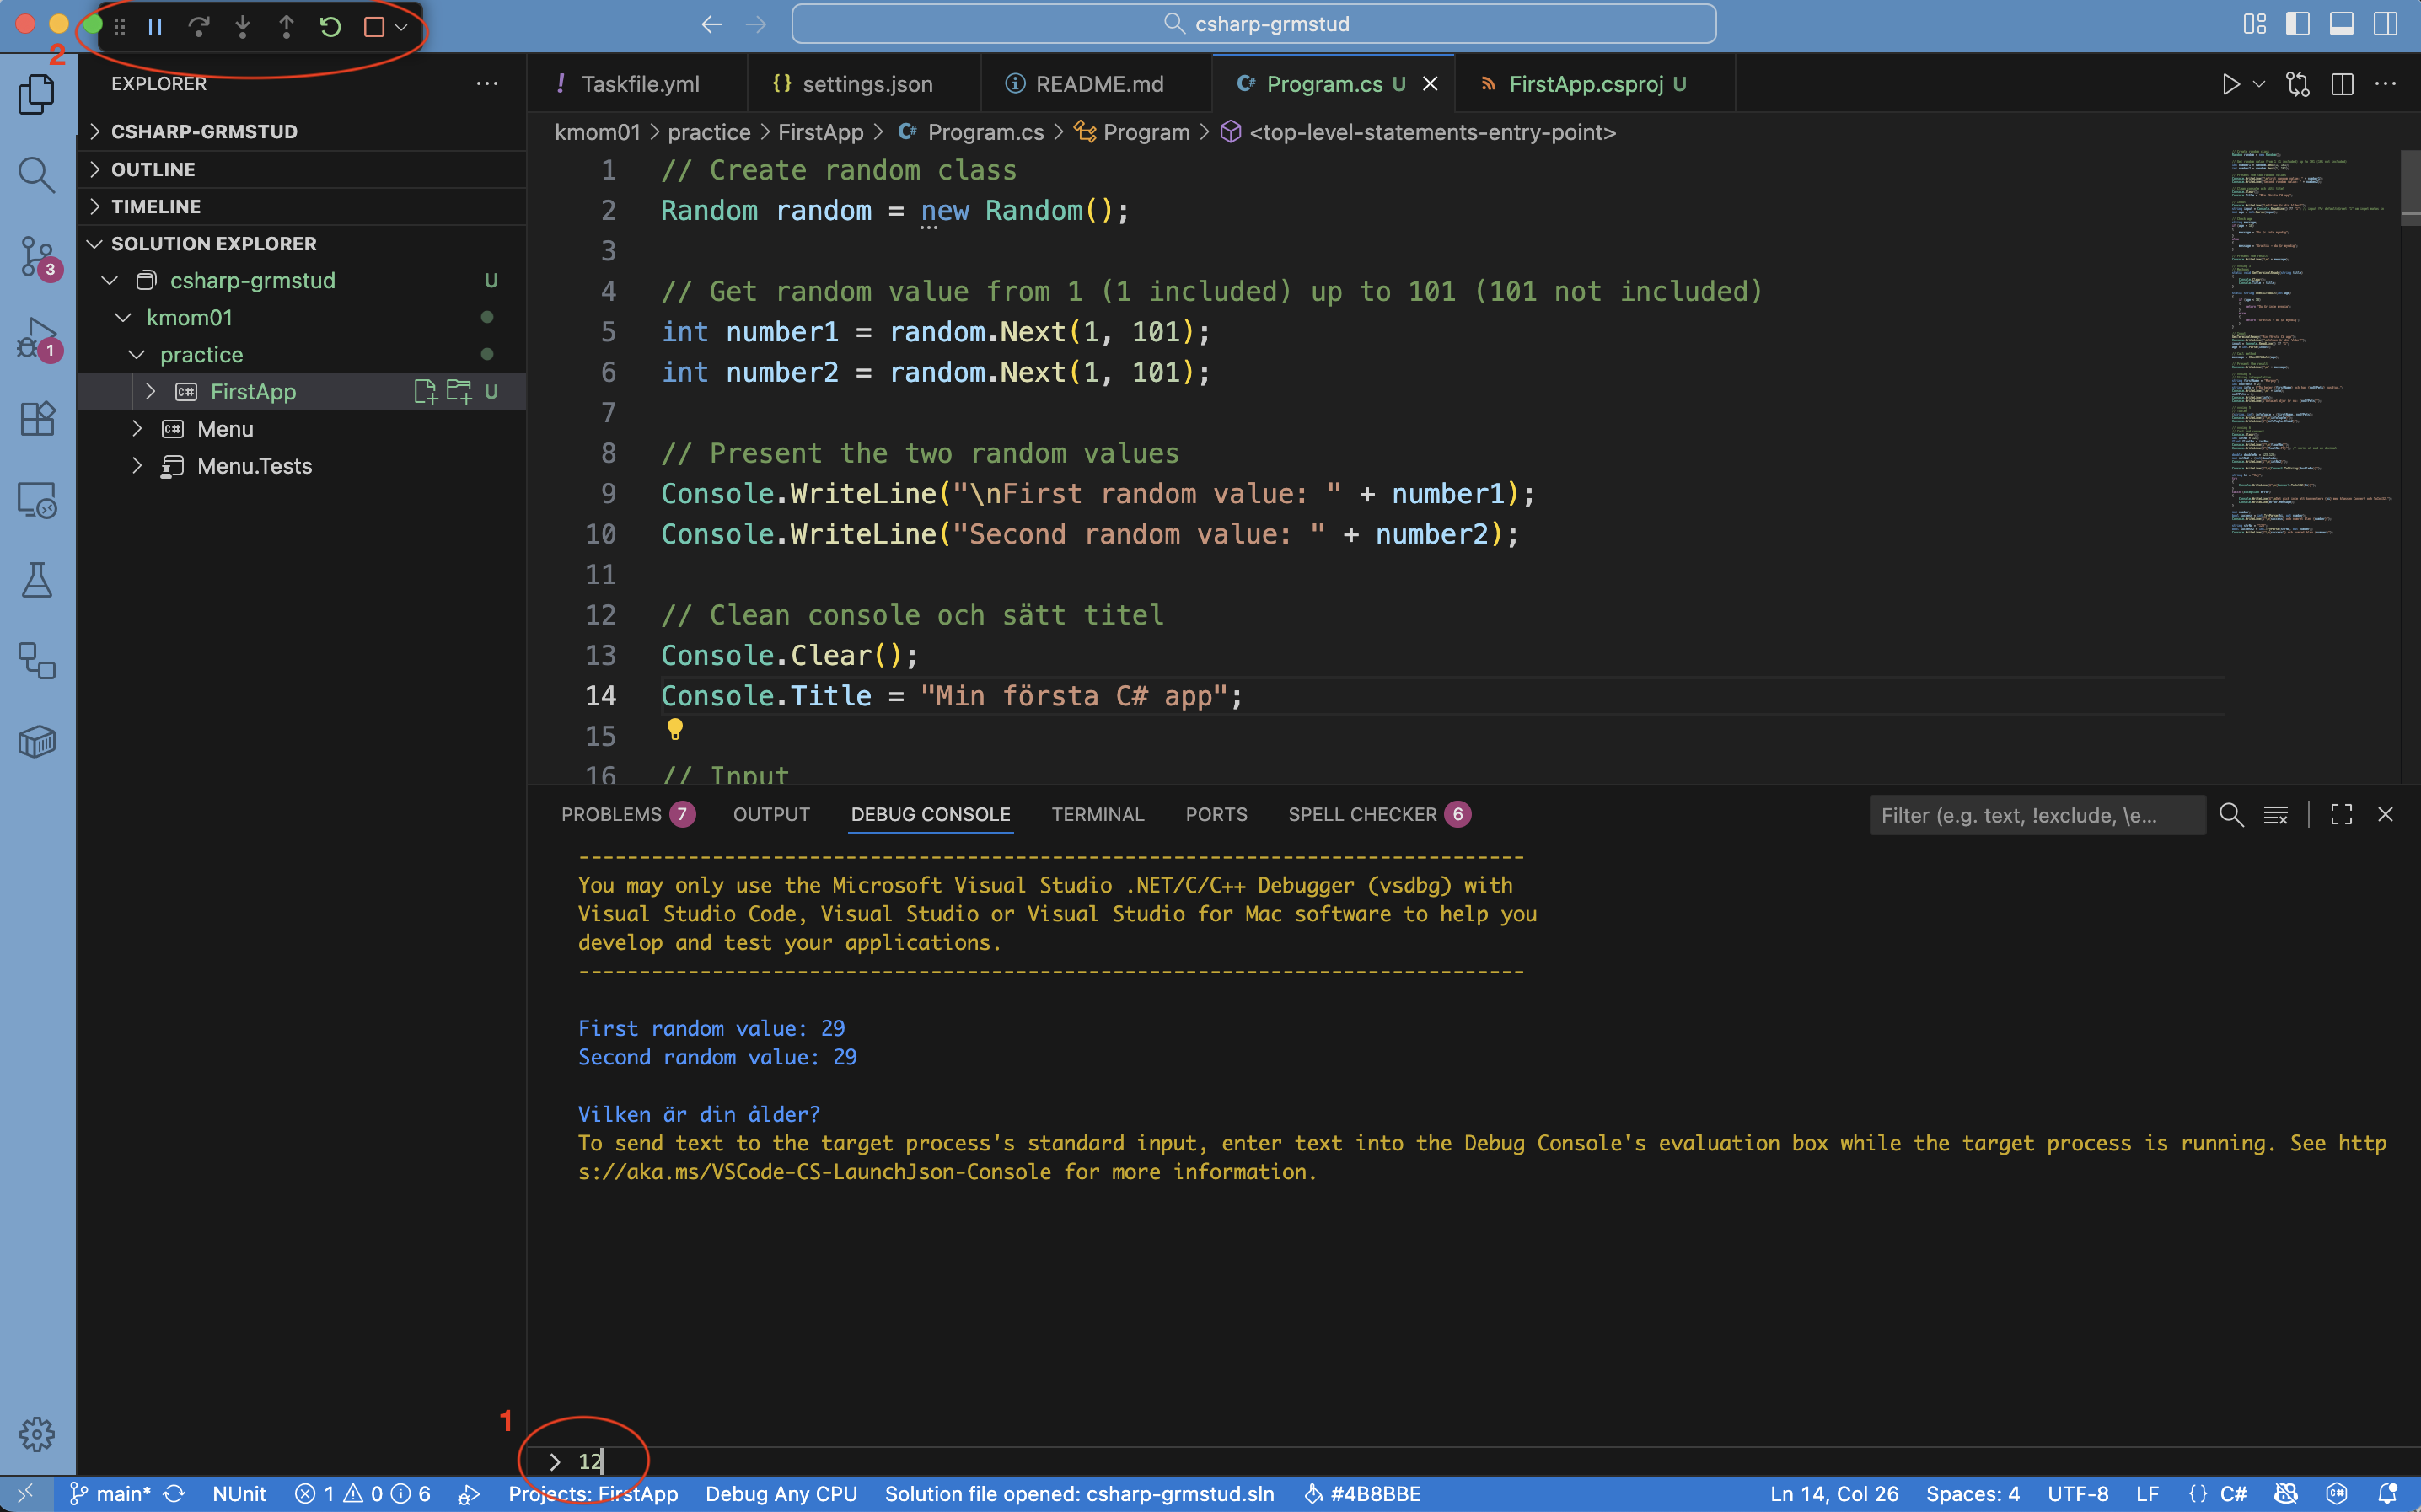 csharp-grmstud
2
EXPLORER
Taskfile.yml
settings.json
README.md
Program.cs U
FirstApp.csproj U
CSHARP-GRMSTUD
OUTLINE
TIMELINE
SOLUTION EXPLORER
csharp-grmstud U
kmom01
practice
FirstApp U
Menu
Menu.Tests
3
1
kmom01 > practice > FirstApp > Program.cs > Program > <top-level-statements-entry-point>
1 // Create random class
2 Random random = new Random();
3
4 // Get random value from 1 (1 included) up to 101 (101 not included)
5 int number1 = random.Next(1, 101);
6 int number2 = random.Next(1, 101);
7
8 // Present the two random values
9 Console.WriteLine("\nFirst random value: " + number1);
10 Console.WriteLine("Second random value: " + number2);
11
12 // Clean console och sätt titel
13 Console.Clear();
14 Console.Title = "Min första C# app";
15
16 // Input
PROBLEMS 7 OUTPUT DEBUG CONSOLE TERMINAL PORTS SPELL CHECKER 6
Filter (e.g. text, !exclude, \e...
------------------------------------------------------------------------------
You may only use the Microsoft Visual Studio .NET/C/C++ Debugger (vsdbg) with
Visual Studio Code, Visual Studio or Visual Studio for Mac software to help you
develop and test your applications.
------------------------------------------------------------------------------
First random value: 29
Second random value: 29
Vilken är din ålder?
To send text to the target process's standard input, enter text into the Debug Console's evaluation box while the target process is running. See http
s://aka.ms/VSCode-CS-LaunchJson-Console for more information.
1
> 12
main* NUnit 1 0 6 Projects: FirstApp Debug Any CPU Solution file opened: csharp-grmstud.sln #4B8BBE Ln 14, Col 26 Spaces: 4 UTF-8 LF {} C#